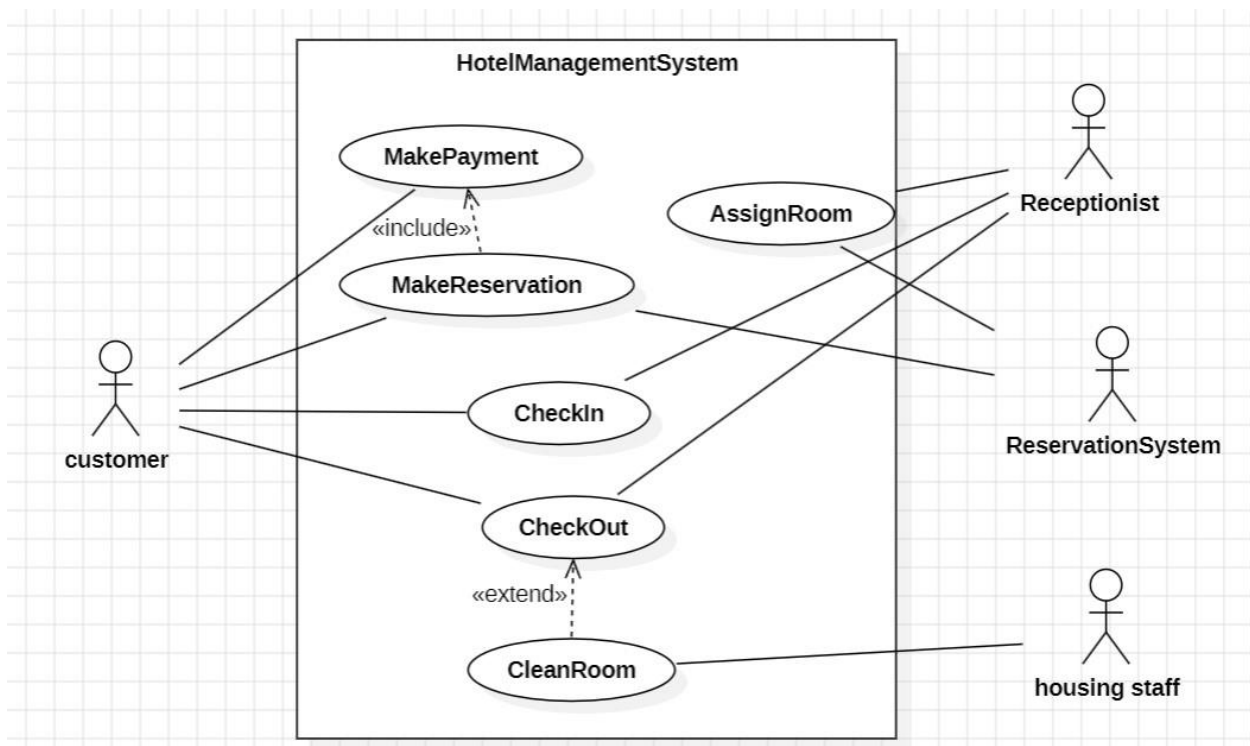 HotelManagementSystem
MakePayment
AssignRoom
Receptionist
«include»
MakeReservation
CheckIn
customer
ReservationSystem
CheckOut
«extend»
CleanRoom
housing staff